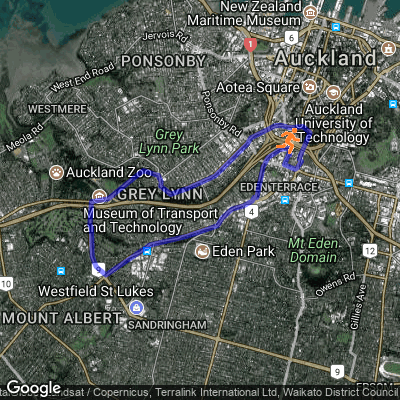 New Zealand
Maritime Museum
Jervois Rd
1
6
PONSONBY
Auckland
West End Road
Aotea Square
WESTMERE
Ponsonby Rd
Auckland
University of
Technology
Meola Rd
Grey
Lynn Park
Auckland Zoo
GREY LYNN
EDEN TERRACE
Museum of Transport
and Technology
4
Eden Park
Mt Eden
Domain
12
9
10
Westfield St Lukes
Owens Rd
Gillies Ave
MOUNT ALBERT
SANDRINGHAM
9
EPSOM
Google
Landsat / Copernicus, Terralink International Ltd, Waikato District Council